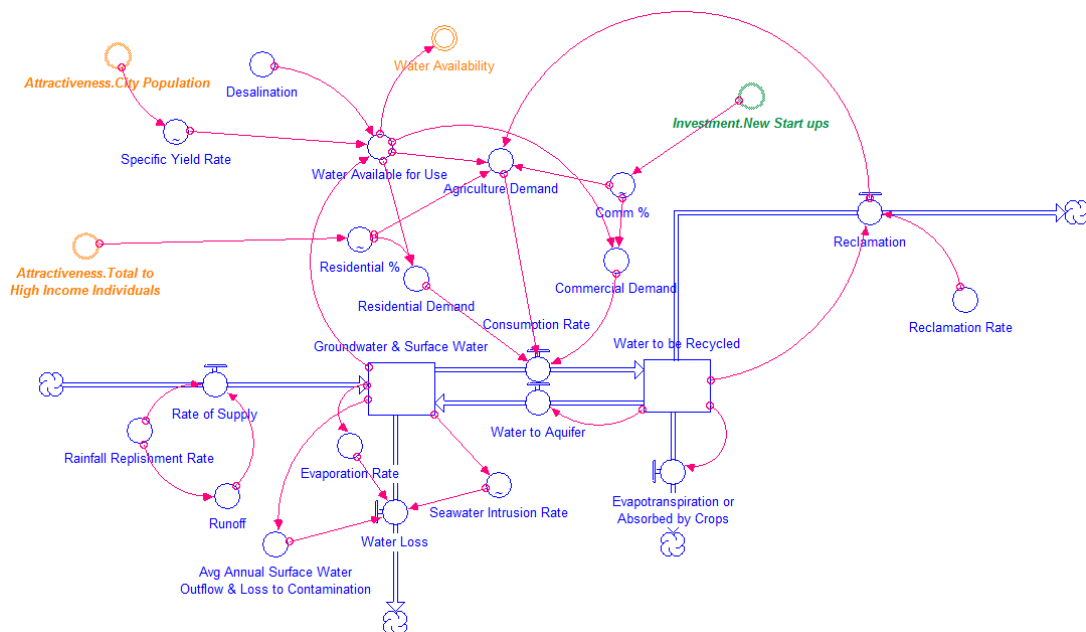 Water Availability
Attractiveness.City Population
Desalination
Investment.New Start ups
Specific Yield Rate
Water Available for Use
Agriculture Demand
~
~
Comm %
Reclamation
~
Residential %
Attractiveness.Total to
High Income Individuals
Residential Demand
Commercial Demand
Consumption Rate
Reclamation Rate
Groundwater & Surface Water
Water to be Recycled
Rate of Supply
Water to Aquifer
Rainfall Replishment Rate
Evaporation Rate
~
Seawater Intrusion Rate
Evapotranspiration or
Absorbed by Crops
Runoff
Water Loss
Avg Annual Surface Water
Outflow & Loss to Contamination